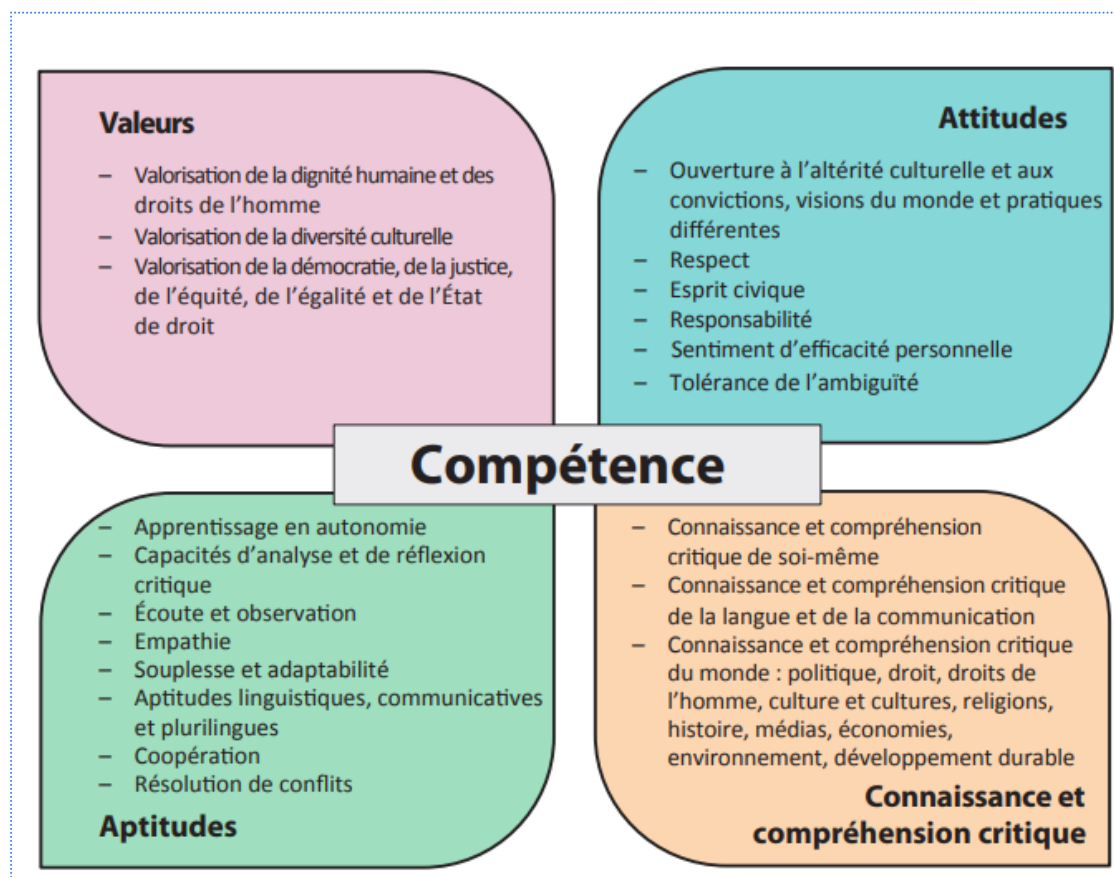 Valeurs
– Valorisation de la dignité humaine et des
droits de l’homme
– Valorisation de la diversité culturelle
– Valorisation de la démocratie, de la justice,
de l’équité, de l’égalité et de l’État
de droit
Attitudes
– Ouverture à l’altérité culturelle et aux
convictions, visions du monde et pratiques
différentes
– Respect
– Esprit civique
– Responsabilité
– Sentiment d’efficacité personnelle
– Tolérance de l’ambiguïté
Compétence
– Apprentissage en autonomie
– Capacités d’analyse et de réflexion
critique
– Écoute et observation
– Empathie
– Souplesse et adaptabilité
– Aptitudes linguistiques, communicatives
et plurilingues
– Coopération
– Résolution de conflits
Aptitudes
– Connaissance et compréhension
critique de soi-même
– Connaissance et compréhension critique
de la langue et de la communication
– Connaissance et compréhension critique
du monde : politique, droit, droits de
l’homme, culture et cultures, religions,
histoire, médias, économies,
environnement, développement durable
Connaissance et
compréhension critique